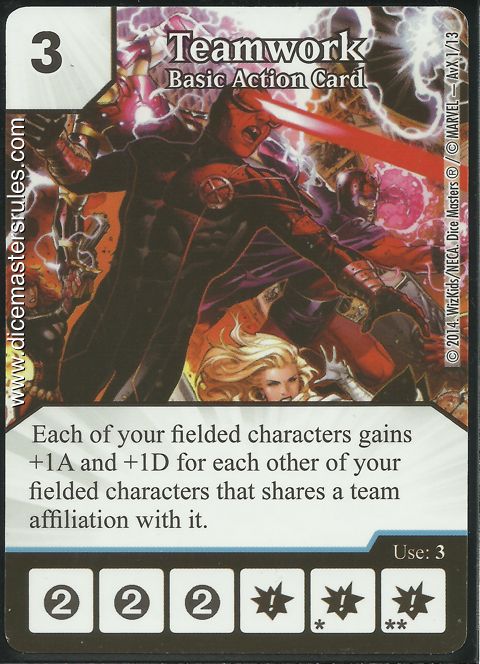 3
Teamwork
Basic Action Card
www.dicemastersrules.com
© 2014. WizKids/NECA. Dice Masters ® / © MARVEL — AvX 1/13
Each of your fielded characters gains
+1A and +1D for each other of your
fielded characters that shares a team
affiliation with it.
Use: 3
2 2 2 ! ! !
* **